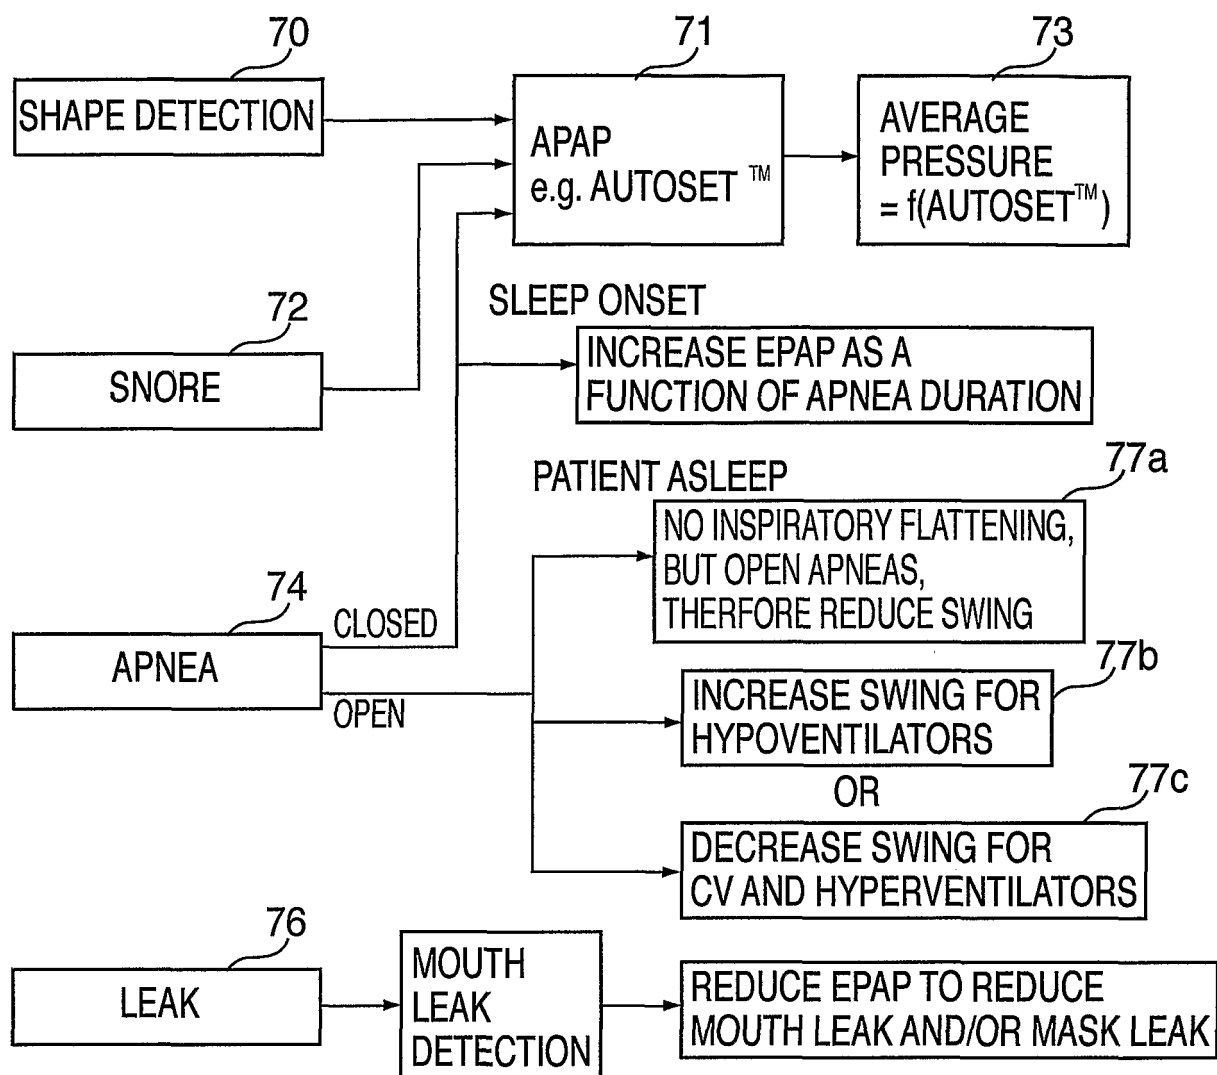 70
71
73
SHAPE DETECTION
APAP
e.g. AUTOSET ™
AVERAGE
PRESSURE
= f(AUTOSET™)
72
SNORE
SLEEP ONSET
INCREASE EPAP AS A
FUNCTION OF APNEA DURATION
PATIENT ASLEEP
77a
NO INSPIRATORY FLATTENING,
BUT OPEN APNEAS,
THERFORE REDUCE SWING
74
APNEA
CLOSED
OPEN
77b
INCREASE SWING FOR
HYPOVENTILATORS
OR
77c
DECREASE SWING FOR
CV AND HYPERVENTILATORS
76
LEAK
MOUTH
LEAK
DETECTION
REDUCE EPAP TO REDUCE
MOUTH LEAK AND/OR MASK LEAK